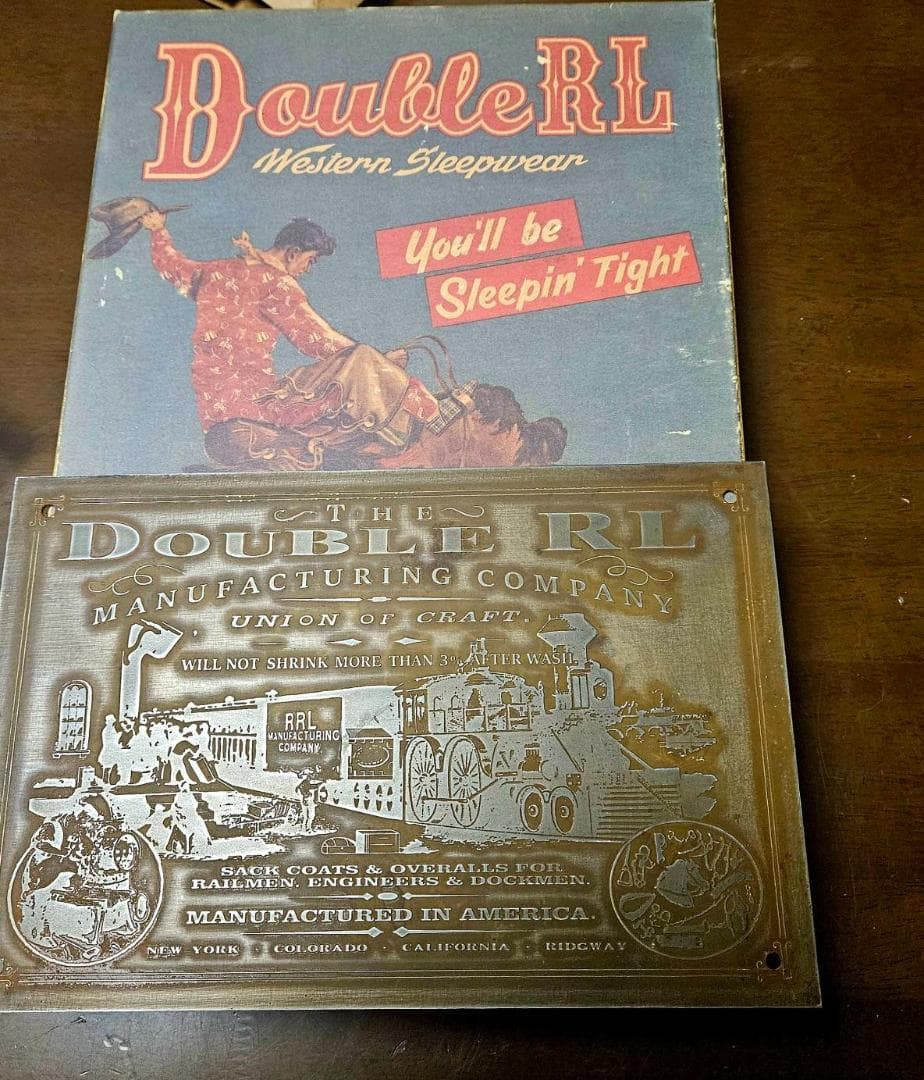 Double RL
Western Sleepwear
You'll be
Sleepin' Tight
THE
DOUBLE RL
MANUFACTURING COMPANY
UNION OF CRAFT.
WILL NOT SHRINK MORE THAN 3% AFTER WASH.
RRL
MANUFACTURING
COMPANY.
SACK COATS & OVERALLS FOR
RAILMEN, ENGINEERS & DOCKMEN.
MANUFACTURED IN AMERICA.
NEW YORK · COLORADO · CALIFORNIA · RIDGWAY